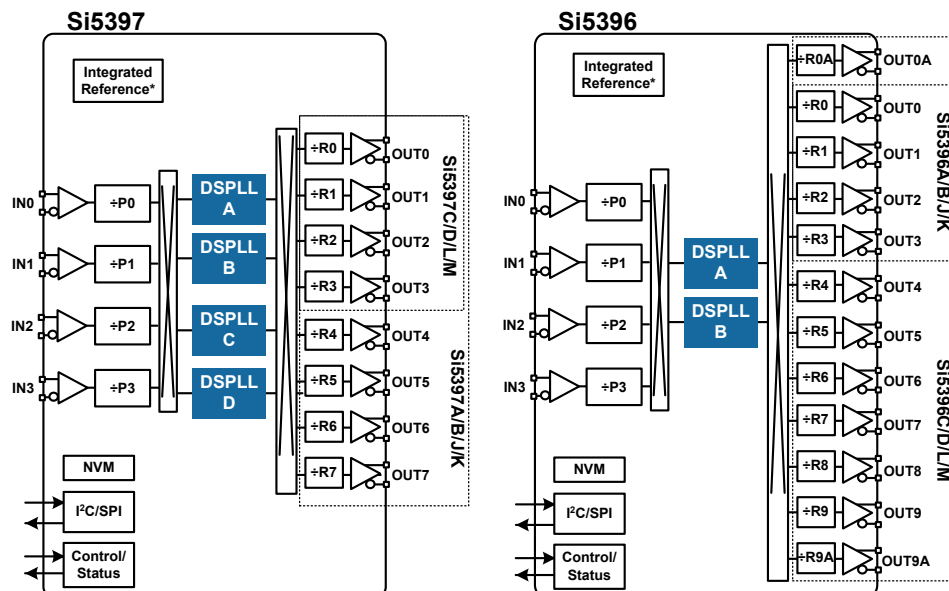 Si5397
Integrated
Reference*
IN0
IN1
IN2
IN3
÷P0
÷P1
÷P2
÷P3
DSPLL
A
DSPLL
B
DSPLL
C
DSPLL
D
÷R0
÷R1
÷R2
÷R3
÷R4
÷R5
÷R6
÷R7
OUT0
OUT1
OUT2
OUT3
OUT4
OUT5
OUT6
OUT7
Si5397C/D/L/M
Si5397A/B/J/K
NVM
I²C/SPI
Control/
Status
Si5396
Integrated
Reference*
IN0
IN1
IN2
IN3
÷P0
÷P1
÷P2
÷P3
DSPLL
A
DSPLL
B
÷R0A
÷R0
÷R1
÷R2
÷R3
÷R4
÷R5
÷R6
÷R7
÷R8
÷R9
÷R9A
OUT0A
OUT0
OUT1
OUT2
OUT3
OUT4
OUT5
OUT6
OUT7
OUT8
OUT9
OUT9A
Si5396A/B/J/K
Si5396C/D/L/M
NVM
I²C/SPI
Control/
Status